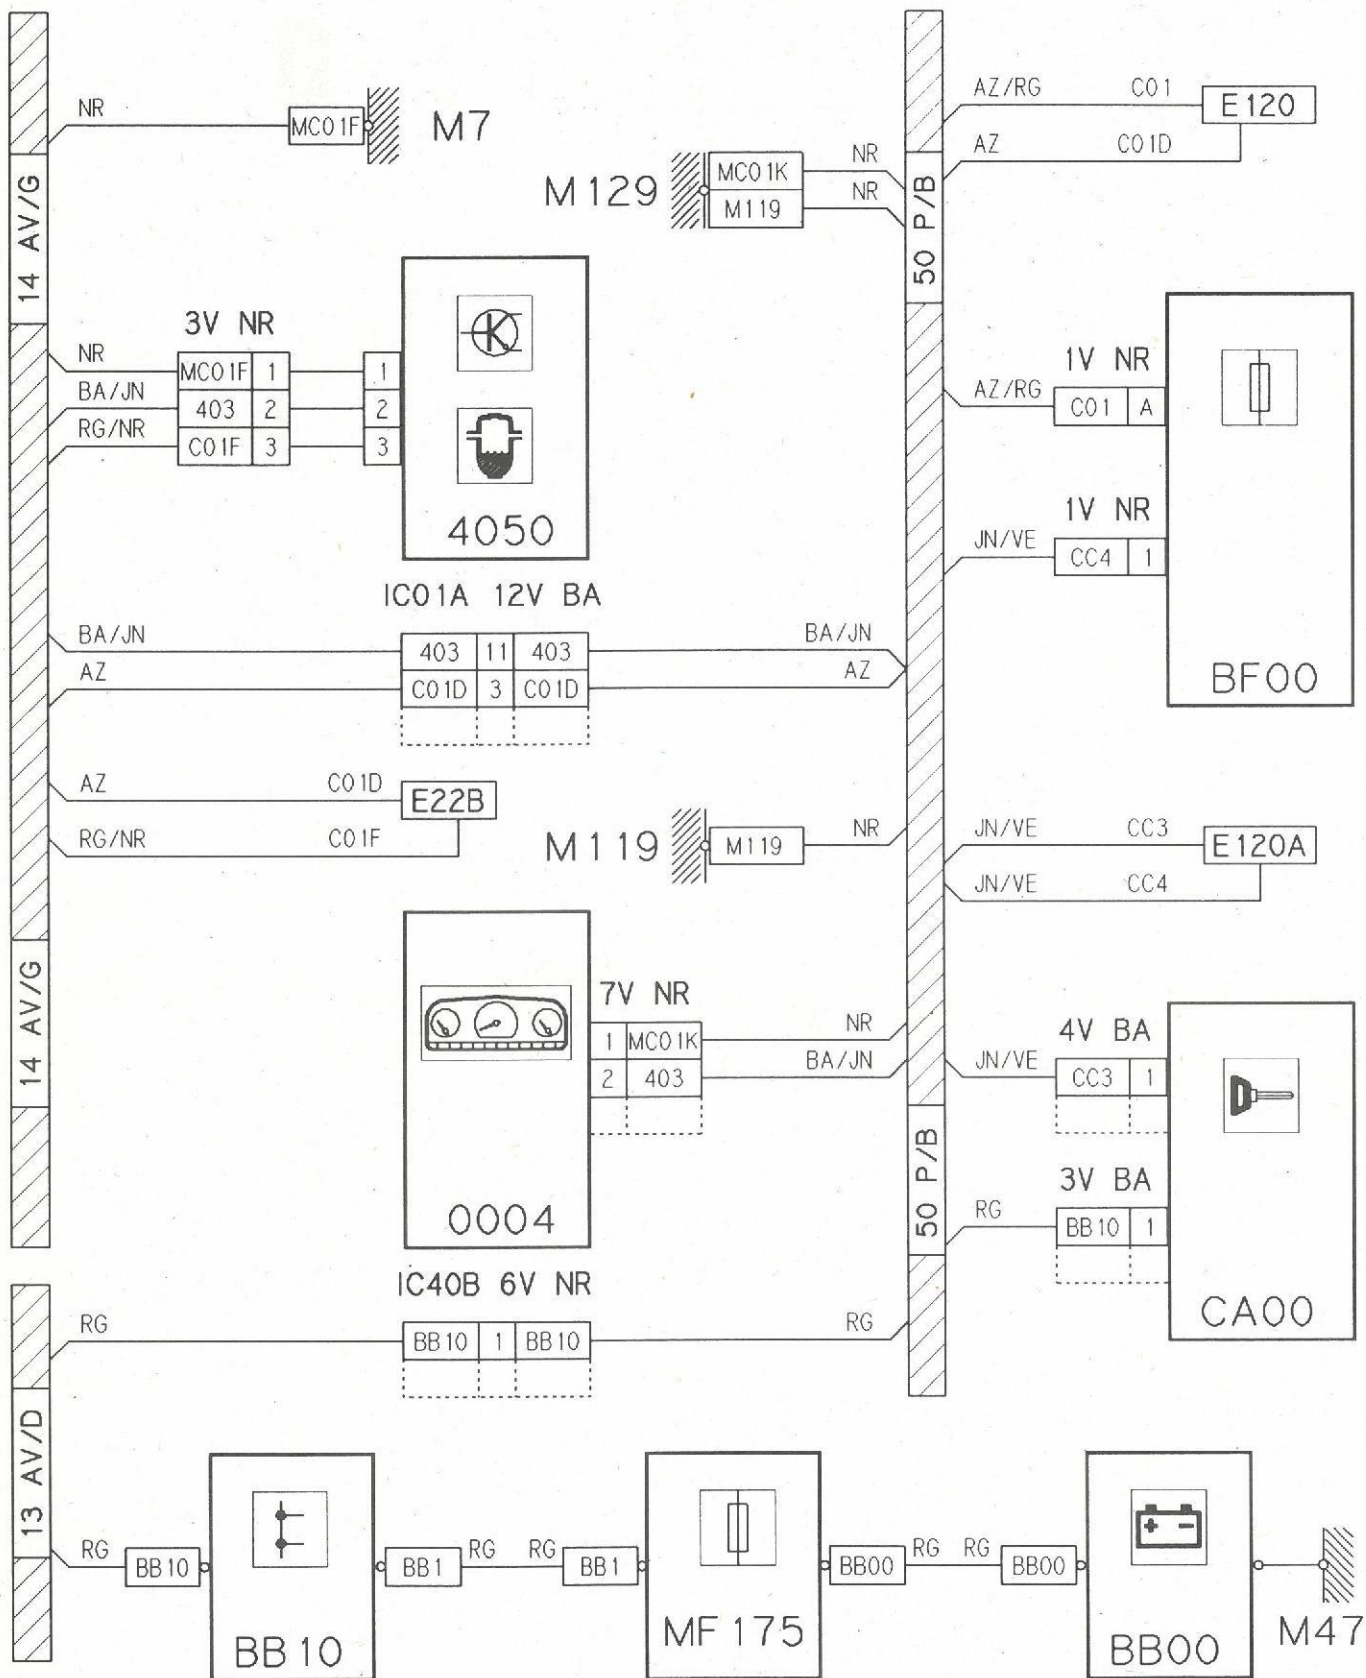 14 AV/G
NR
MC01F
M7
M129
MC01K NR
M119 NR
50 P/B
AZ/RG C01
E120
AZ C01D
3V NR
NR MC01F 1 1
BA/JN 403 2 2
RG/NR C01F 3 3
4050
1V NR
AZ/RG C01 A
1V NR
JN/VE CC4 1
BF00
IC01A 12V BA
BA/JN 403 11 403 BA/JN
AZ C01D 3 C01D AZ
AZ C01D
E22B
RG/NR C01F
M119
M119 NR
JN/VE CC3
E120A
JN/VE CC4
14 AV/G
7V NR
1 MC01K NR
2 403 BA/JN
0004
50 P/B
4V BA
JN/VE CC3 1
3V BA
RG BB10 1
CA00
IC40B 6V NR
RG BB10 1 BB10 RG
13 AV/D
RG BB10
BB10
BB1 RG RG BB1
MF175
BB00 RG RG BB00
+ -
BB00
M47